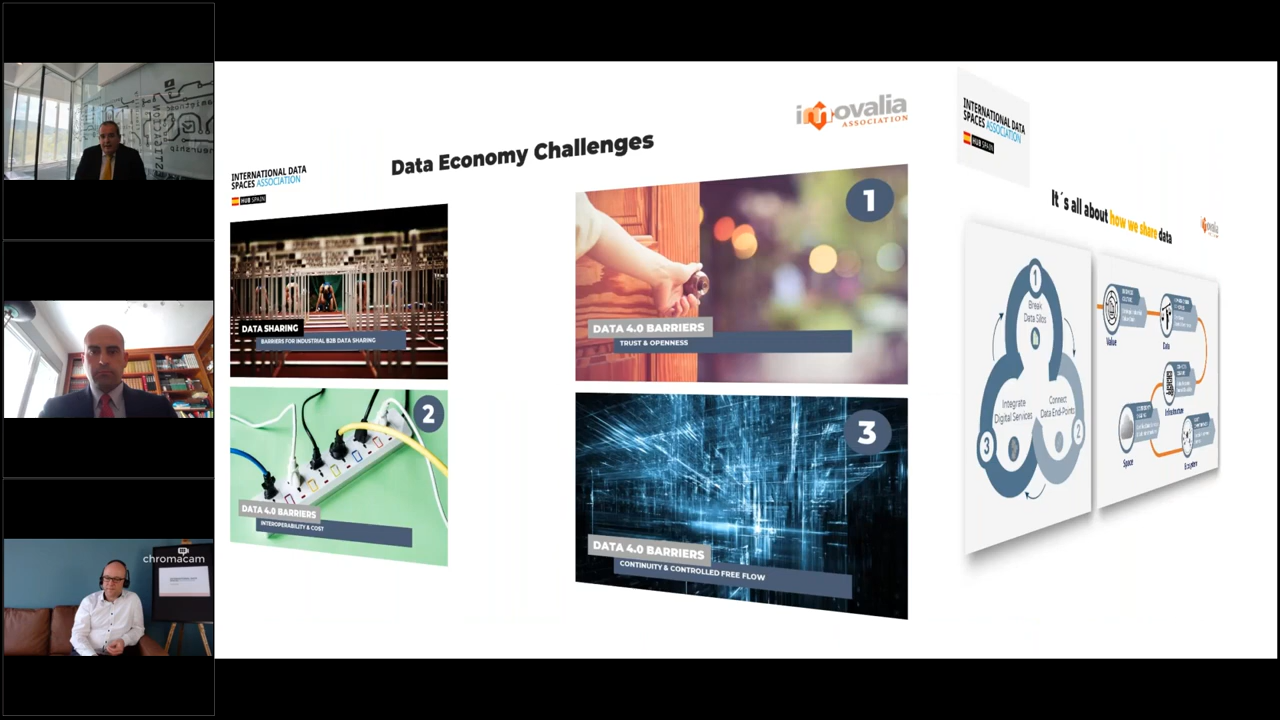 chromacam
INTERNATIONAL DATA
SPACES ASSOCIATION
HUB SPAIN
Data Economy Challenges
innovalia
ASSOCIATION
DATA SHARING
BARRIERS FOR INDUSTRIAL B2B DATA SHARING
1
DATA 4.0 BARRIERS
TRUST & OPENNESS
2
DATA 4.0 BARRIERS
INTEROPERABILITY & COST
3
DATA 4.0 BARRIERS
CONTINUITY & CONTROLLED FREE FLOW
INTERNATIONAL DATA
SPACES ASSOCIATION
HUB SPAIN
It´s all about how we share data
1
Break
Data Silos
Integrate
Digital Services
3
Connect
Data End-Points
2
Value
Data
Infrastructure
Space
Ecosystem